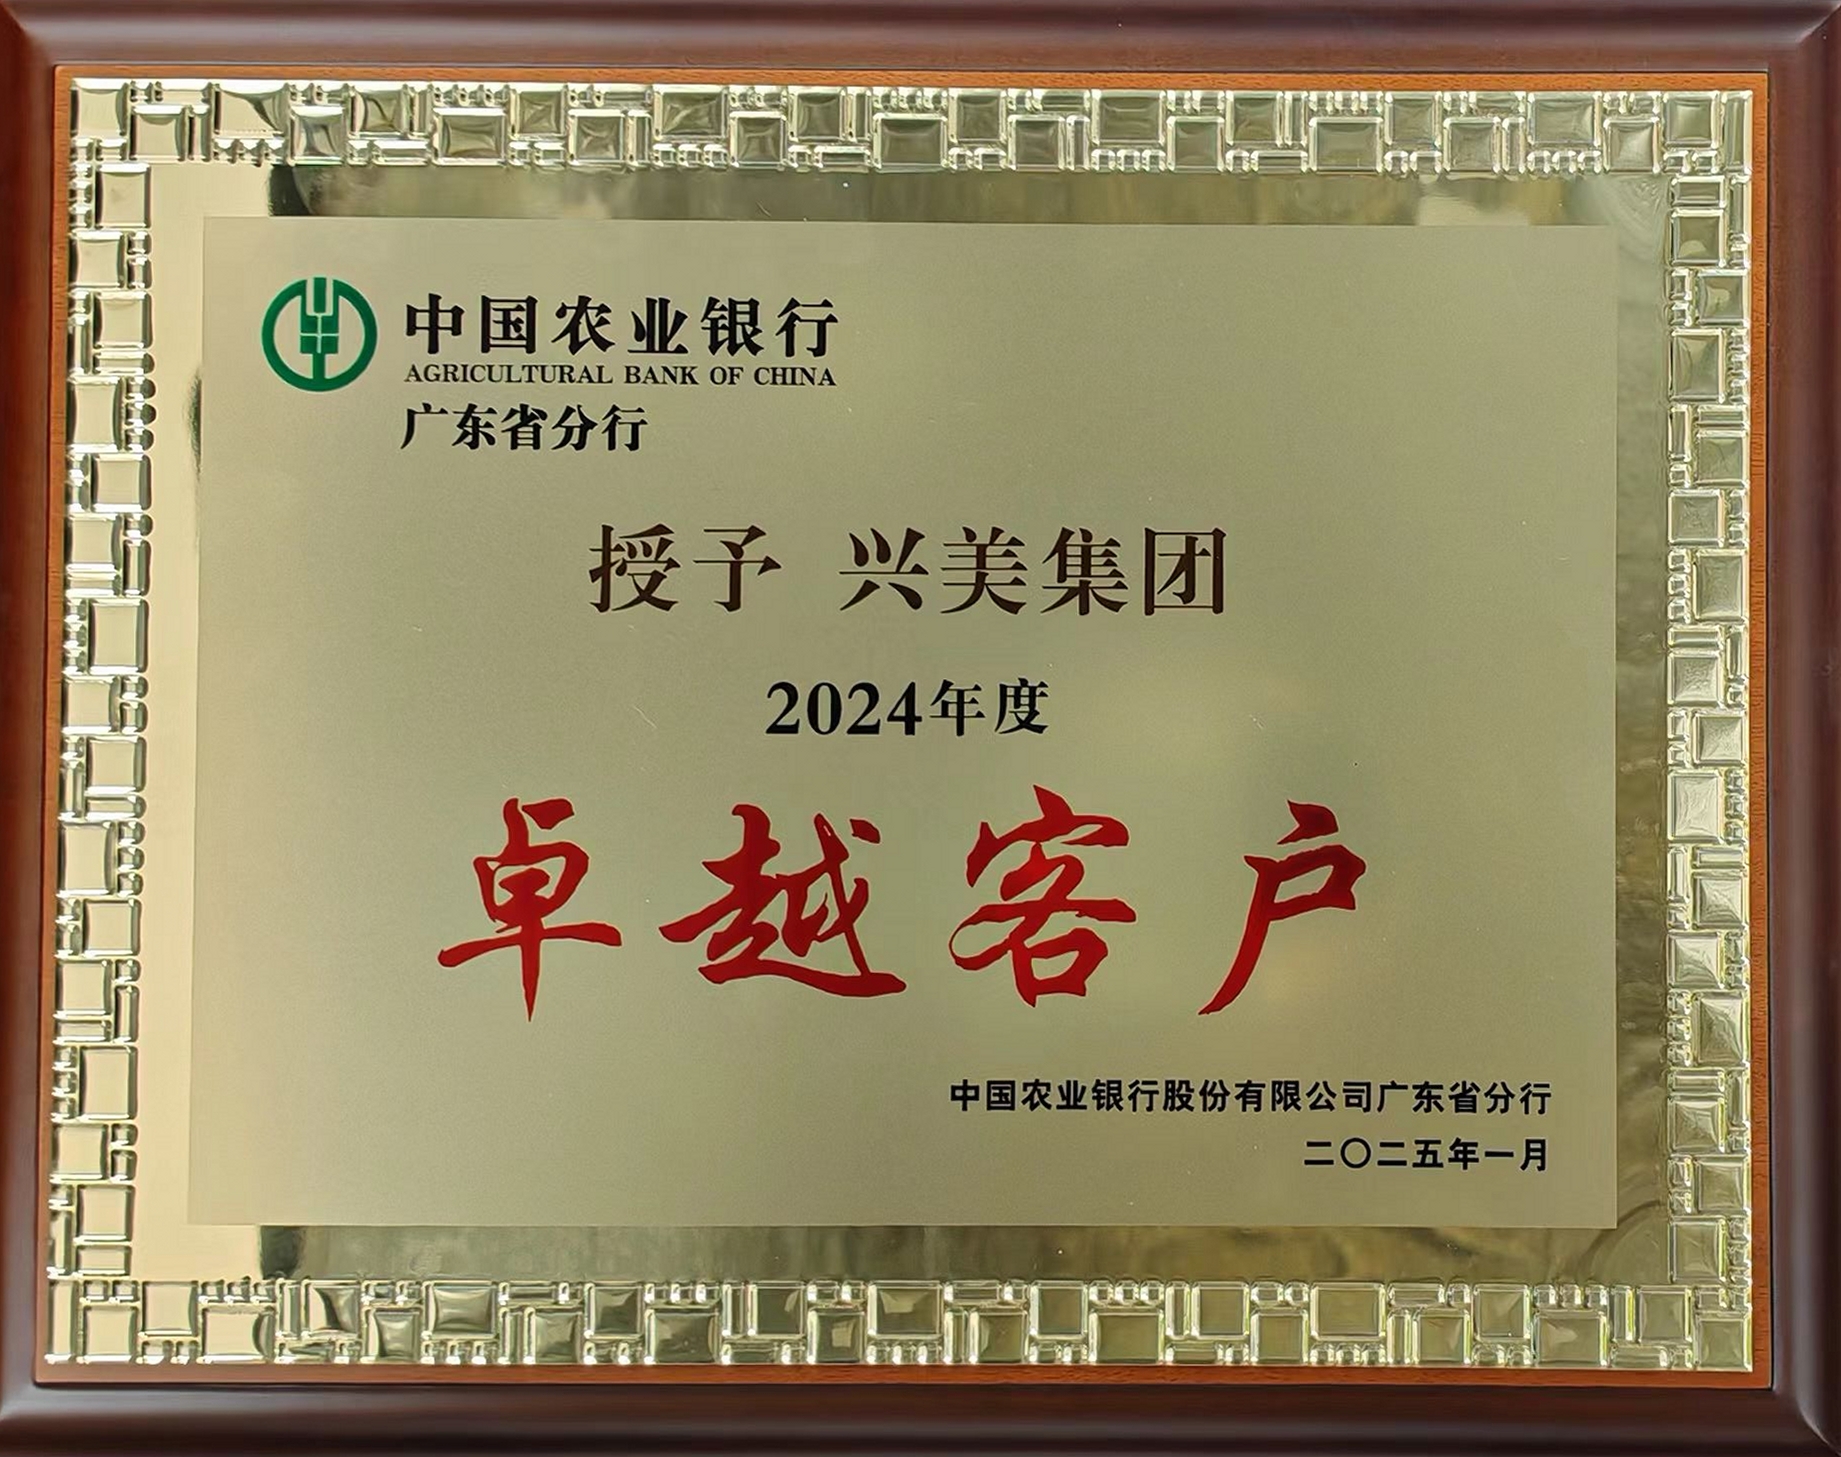 中国农业银行
AGRICULTURAL BANK OF CHINA
广东省分行
授予 兴美集团
2024年度
卓越客户
中国农业银行股份有限公司广东省分行
二〇二五年一月